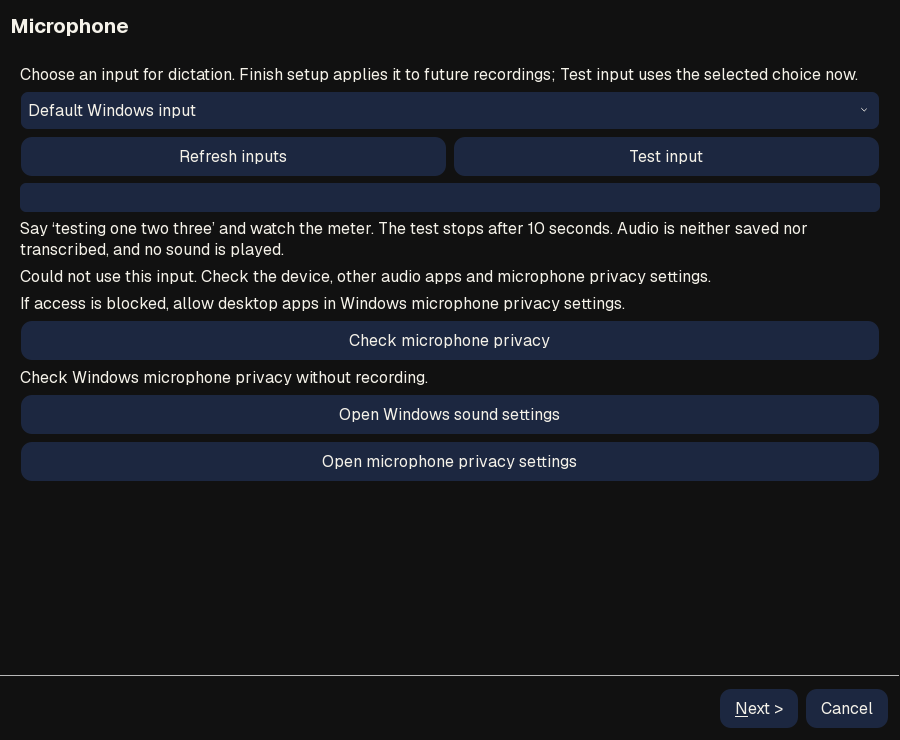 Microphone
Choose an input for dictation. Finish setup applies it to future recordings; Test input uses the selected choice now.
Default Windows input
Refresh inputs
Test input
Say ‘testing one two three’ and watch the meter. The test stops after 10 seconds. Audio is neither saved nor
transcribed, and no sound is played.
Could not use this input. Check the device, other audio apps and microphone privacy settings.
If access is blocked, allow desktop apps in Windows microphone privacy settings.
Check microphone privacy
Check Windows microphone privacy without recording.
Open Windows sound settings
Open microphone privacy settings
Next >
Cancel